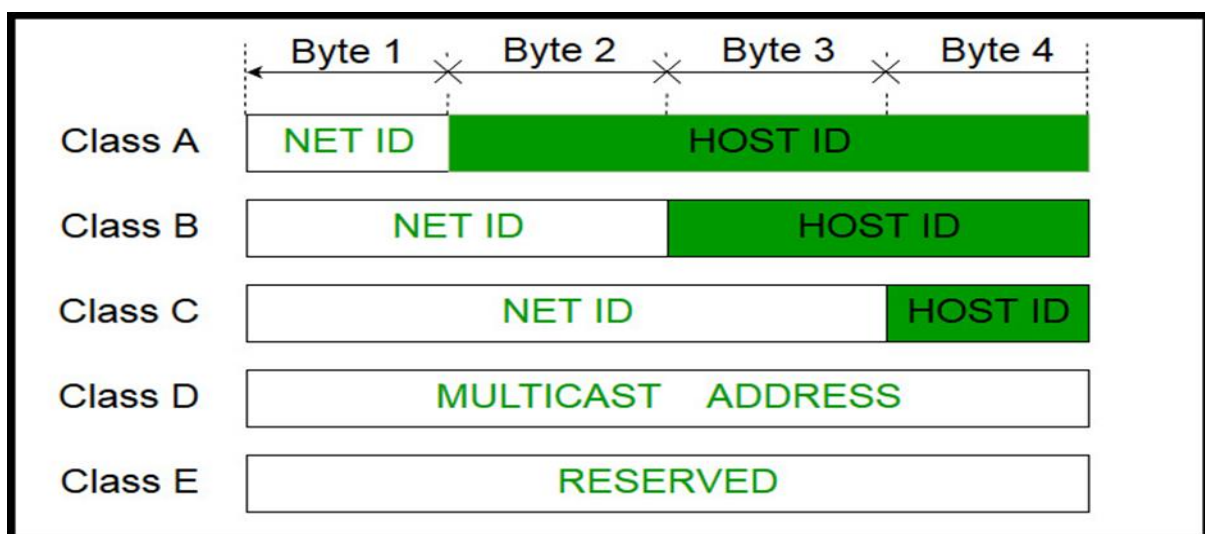 Byte 1 Byte 2 Byte 3 Byte 4
Class A NET ID HOST ID
Class B NET ID HOST ID
Class C NET ID HOST ID
Class D MULTICAST ADDRESS
Class E RESERVED